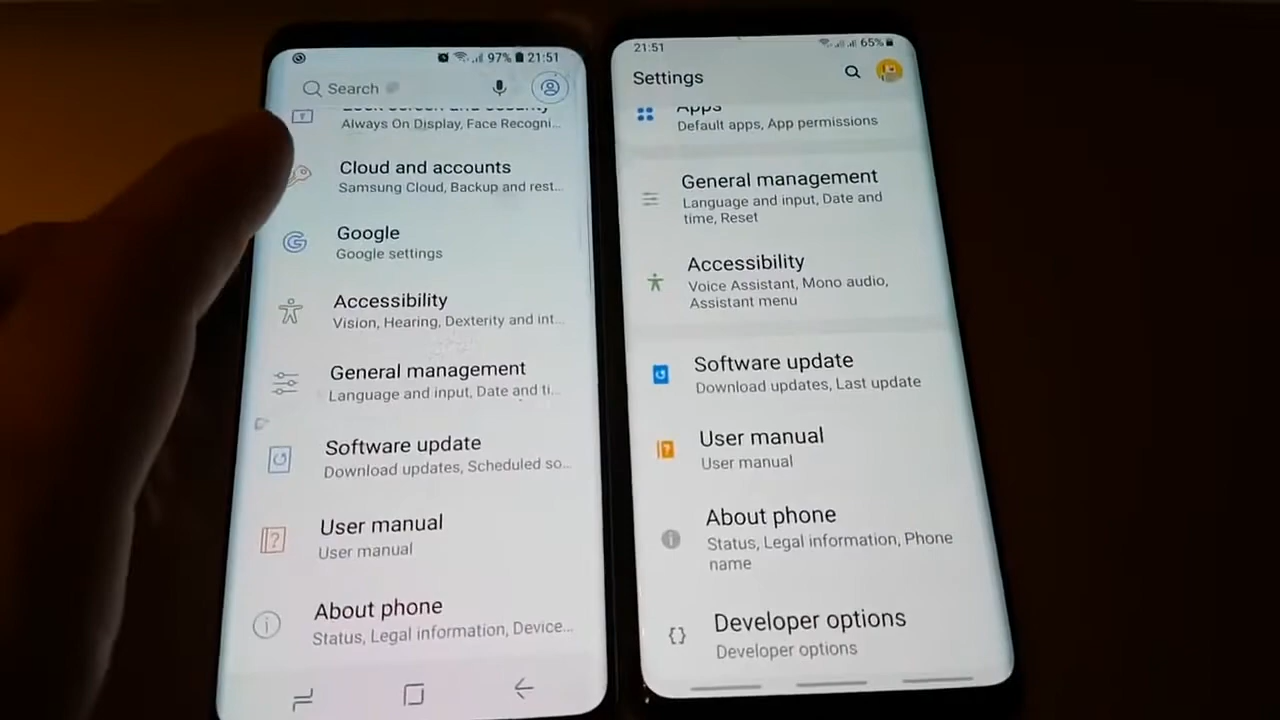 97% 21:51
Search
Lock screen and security
Always On Display, Face Recogni...
Cloud and accounts
Samsung Cloud, Backup and rest...
Google
Google settings
Accessibility
Vision, Hearing, Dexterity and int...
General management
Language and input, Date and ti...
Software update
Download updates, Scheduled so...
User manual
User manual
About phone
Status, Legal information, Device...
21:51 65%
Settings
Apps
Default apps, App permissions
General management
Language and input, Date and
time, Reset
Accessibility
Voice Assistant, Mono audio,
Assistant menu
Software update
Download updates, Last update
User manual
User manual
About phone
Status, Legal information, Phone
name
Developer options
Developer options